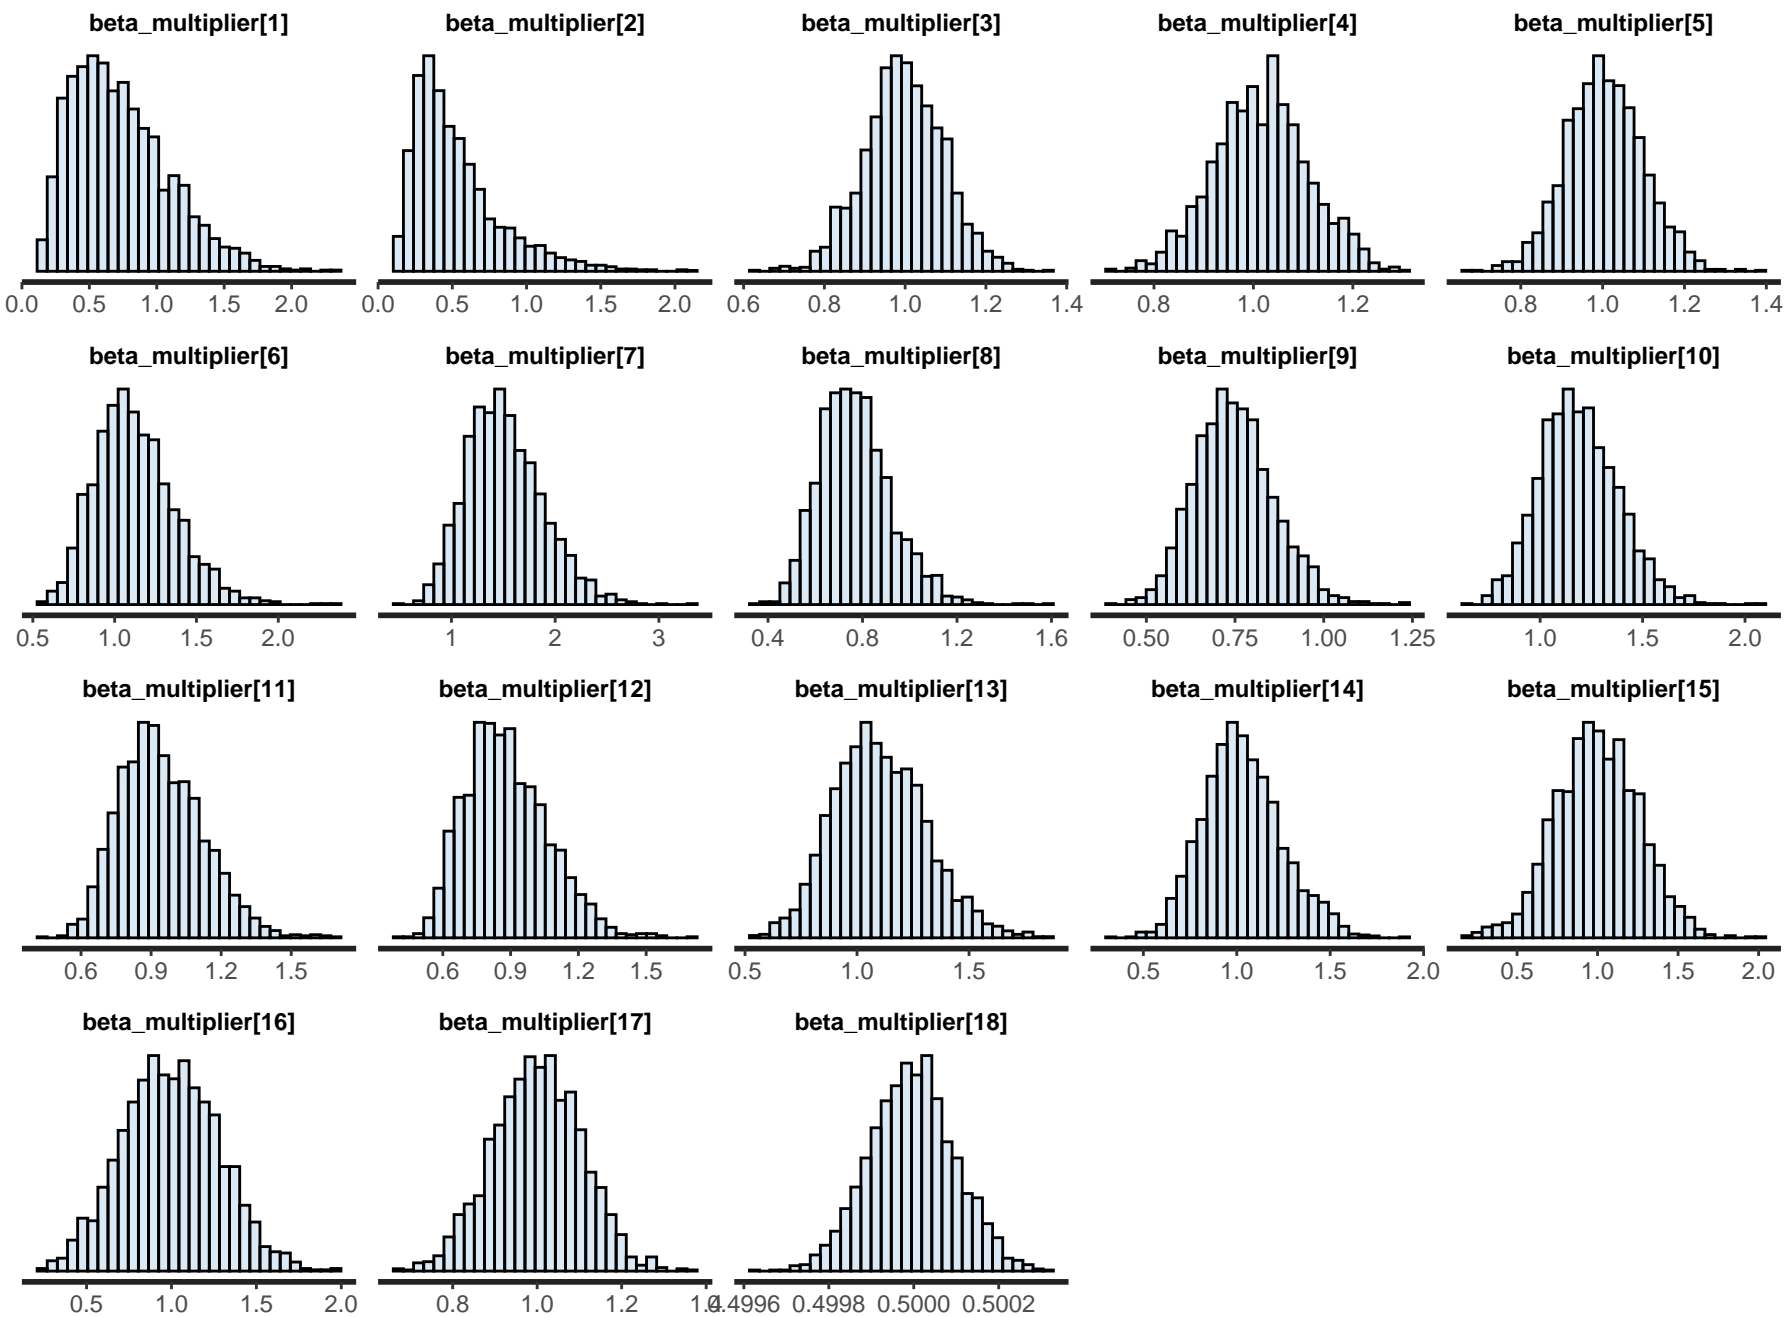 beta_multiplier[1] beta_multiplier[2] beta_multiplier[3] beta_multiplier[4] beta_multiplier[5]
0.0 0.5 1.0 1.5 2.0 0.0 0.5 1.0 1.5 2.0 0.6 0.8 1.0 1.2 1.4 0.8 1.0 1.2 0.8 1.0 1.2 1.4
beta_multiplier[6] beta_multiplier[7] beta_multiplier[8] beta_multiplier[9] beta_multiplier[10]
0.5 1.0 1.5 2.0 1 2 3 0.4 0.8 1.2 1.6 0.50 0.75 1.00 1.25 1.0 1.5 2.0
beta_multiplier[11] beta_multiplier[12] beta_multiplier[13] beta_multiplier[14] beta_multiplier[15]
0.6 0.9 1.2 1.5 0.6 0.9 1.2 1.5 0.5 1.0 1.5 0.5 1.0 1.5 2.0 0.5 1.0 1.5 2.0
beta_multiplier[16] beta_multiplier[17] beta_multiplier[18]
0.5 1.0 1.5 2.0 0.8 1.0 1.2 1.4 0.4996 0.4998 0.5000 0.5002